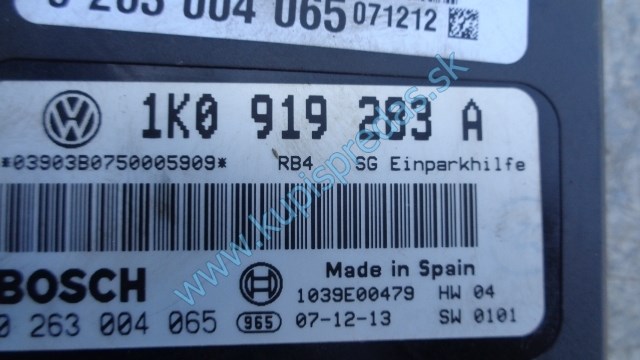 0 263 004 065 071212
1K0 919 283 A
*03903B0750005909* RB4 SG Einparkhilfe
BOSCH
Made in Spain
1039E00479 HW 04
0 263 004 065 965 07-12-13 SW 0101
www.kupispredas.sk